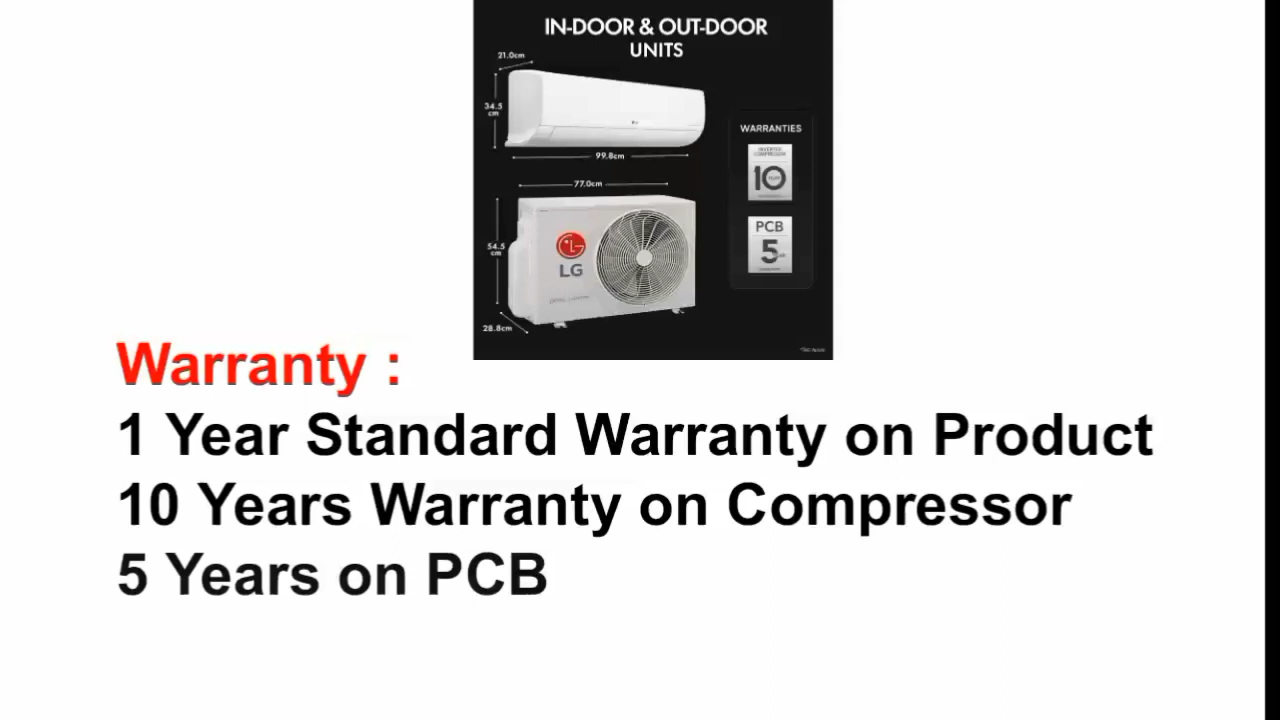 IN-DOOR & OUT-DOOR
UNITS
21.0cm
34.5
cm
99.8cm
WARRANTIES
INVERTER
COMPRESSOR
10
77.0cm
PCB
5
54.5
cm
LG
28.8cm
Warranty :
1 Year Standard Warranty on Product
10 Years Warranty on Compressor
5 Years on PCB